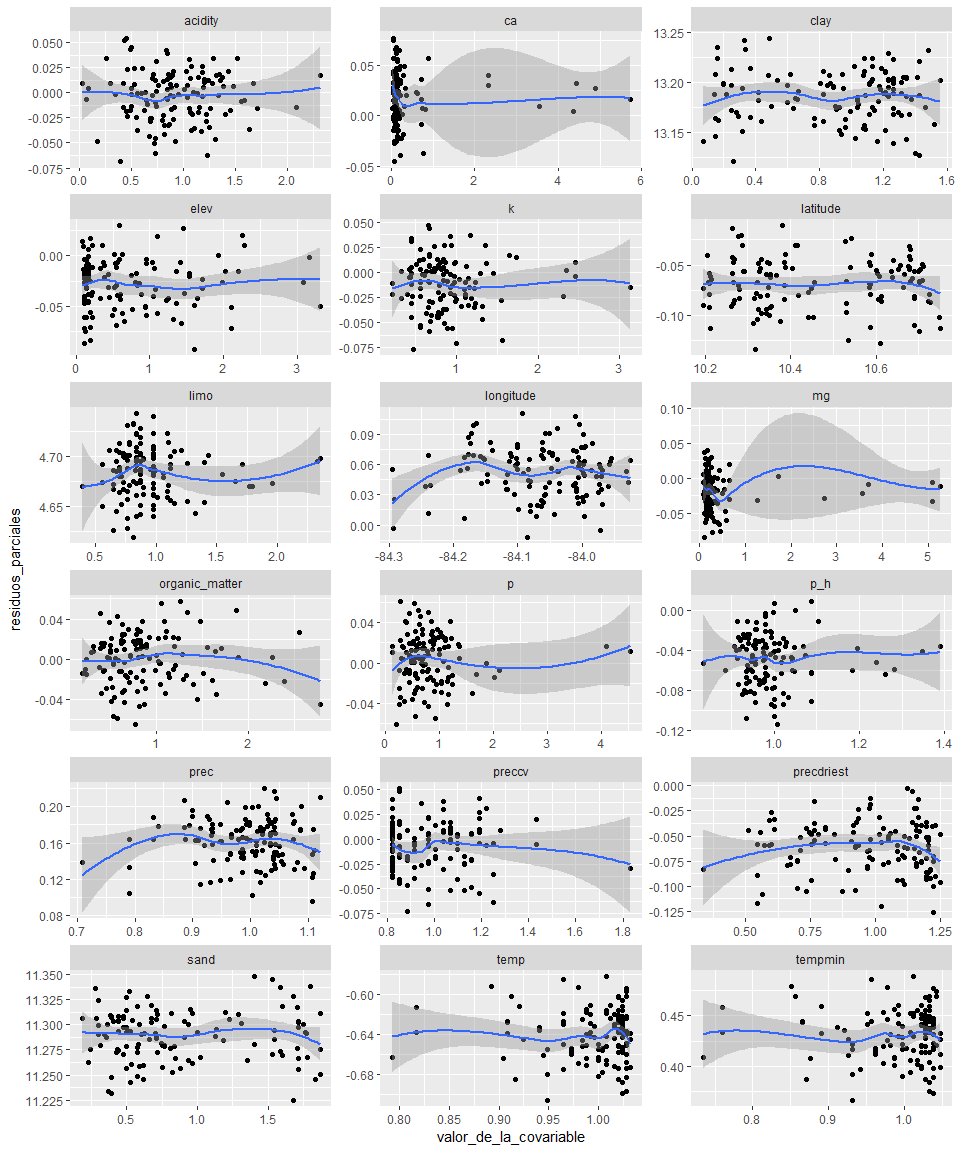 acidity ca clay
0.050 0.025 0.000 -0.025 -0.050 -0.075
0.05 0.00 -0.05
13.25 13.20 13.15
0.0 0.5 1.0 1.5 2.0
0 2 4 6
0.0 0.4 0.8 1.2 1.6
elev k latitude
0.00 -0.05
0.050 0.025 0.000 -0.025 -0.050 -0.075
-0.05 -0.10
0 1 2 3
1 2 3
10.2 10.4 10.6
limo longitude mg
4.70 4.65
0.09 0.06 0.03 0.00
0.10 0.05 0.00 -0.05
0.5 1.0 1.5 2.0
-84.3 -84.2 -84.1 -84.0
0 1 2 3 4 5
residuos_parciales
organic_matter p p_h
0.04 0.00 -0.04
0.04 0.00 -0.04
0.00 -0.04 -0.08 -0.12
1 2
0 1 2 3 4
1.0 1.2 1.4
prec preccv precdriest
0.20 0.16 0.12 0.08
0.050 0.025 0.000 -0.025 -0.050 -0.075
0.000 -0.025 -0.050 -0.075 -0.100 -0.125
0.7 0.8 0.9 1.0 1.1
0.8 1.0 1.2 1.4 1.6 1.8
0.50 0.75 1.00 1.25
sand temp tempmin
11.350 11.325 11.300 11.275 11.250 11.225
-0.60 -0.64 -0.68
0.45 0.40
0.5 1.0 1.5
0.80 0.85 0.90 0.95 1.00
0.8 0.9 1.0
valor_de_la_covariable